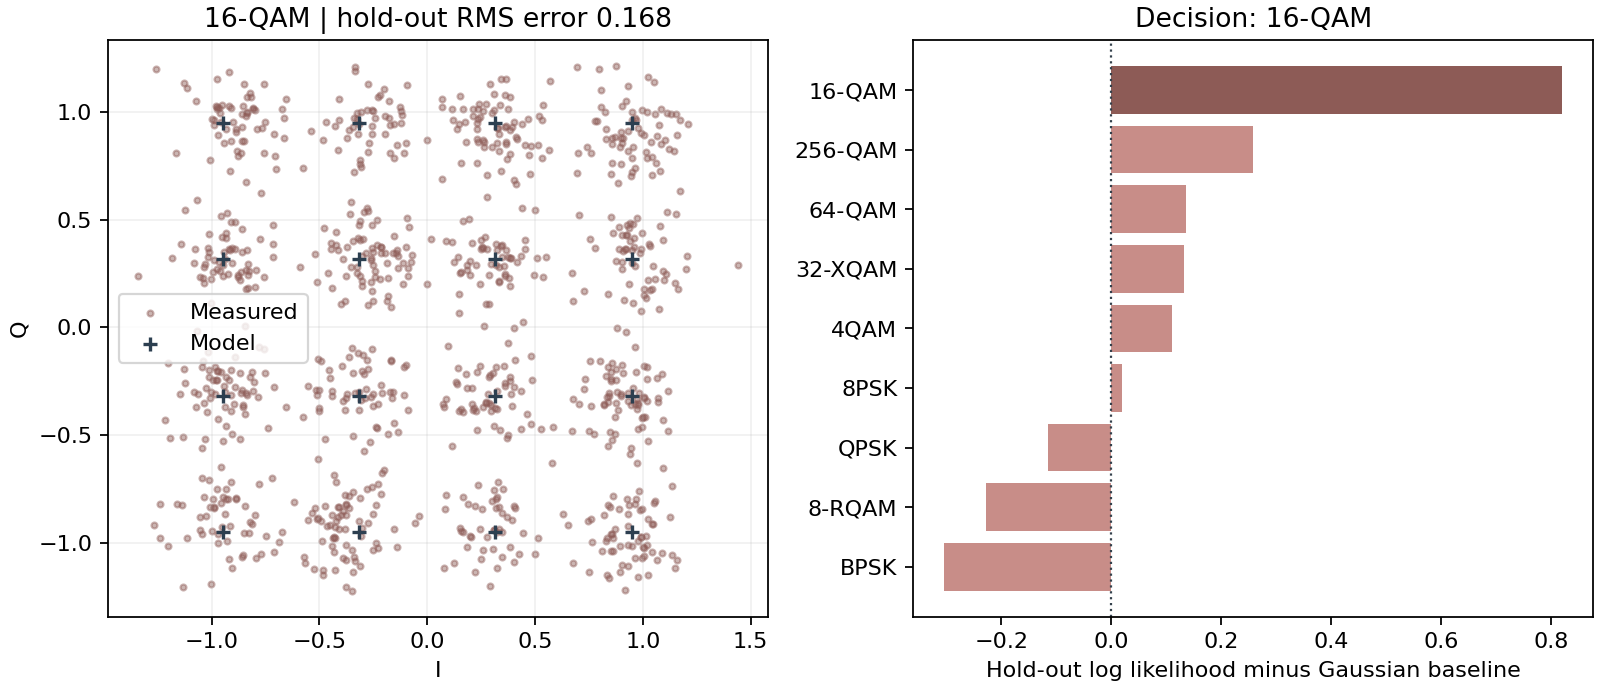 16-QAM | hold-out RMS error 0.168
Q
1.0
0.5
0.0
−0.5
−1.0
Measured
Model
−1.0
−0.5
0.0
0.5
1.0
1.5
I
Decision: 16-QAM
16-QAM
256-QAM
64-QAM
32-XQAM
4QAM
8PSK
QPSK
8-RQAM
BPSK
−0.2
0.0
0.2
0.4
0.6
0.8
Hold-out log likelihood minus Gaussian baseline